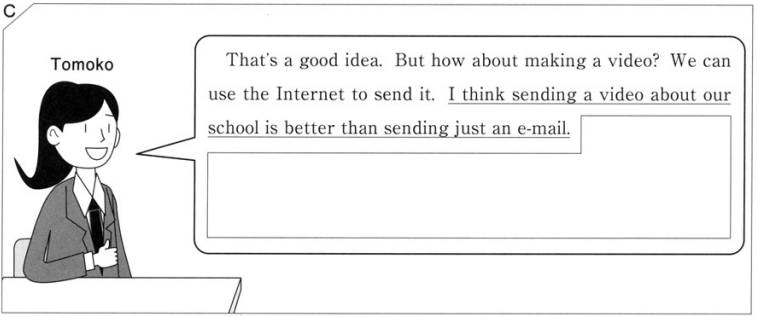 C
Tomoko
That's a good idea. But how about making a video? We can
use the Internet to send it. I think sending a video about our
school is better than sending just an e-mail.